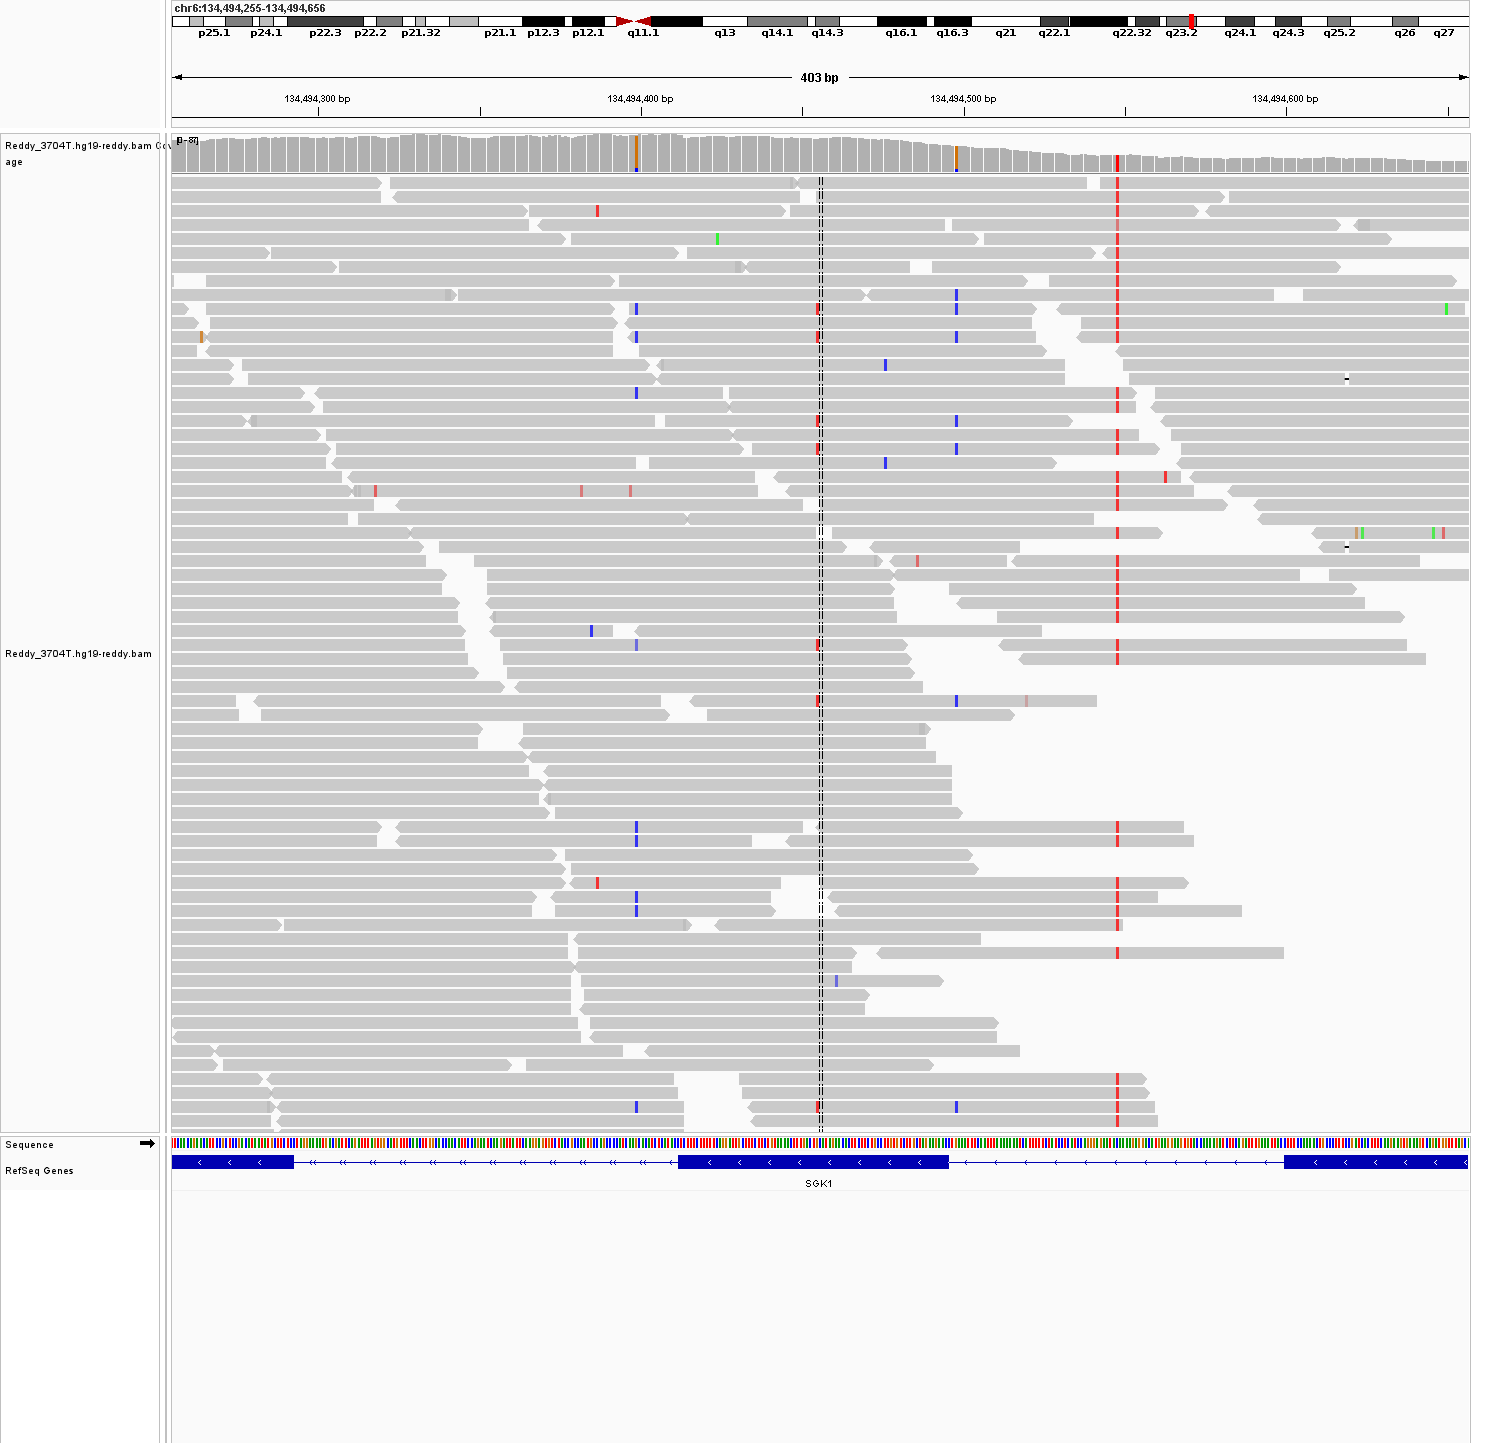 chr6:134,494,255-134,494,656
p25.1 p24.1 p22.3 p22.2 p21.32 p21.1 p12.3 p12.1 q11.1 q13 q14.1 q14.3 q16.1 q16.3 q21 q22.1 q22.32 q23.2 q24.1 q24.3 q25.2 q26 q27
403 bp
134,494,300 bp 134,494,400 bp 134,494,500 bp 134,494,600 bp
Reddy_3704T.hg19-reddy.bam Cov
age
Reddy_3704T.hg19-reddy.bam
Sequence
RefSeq Genes
SGK1